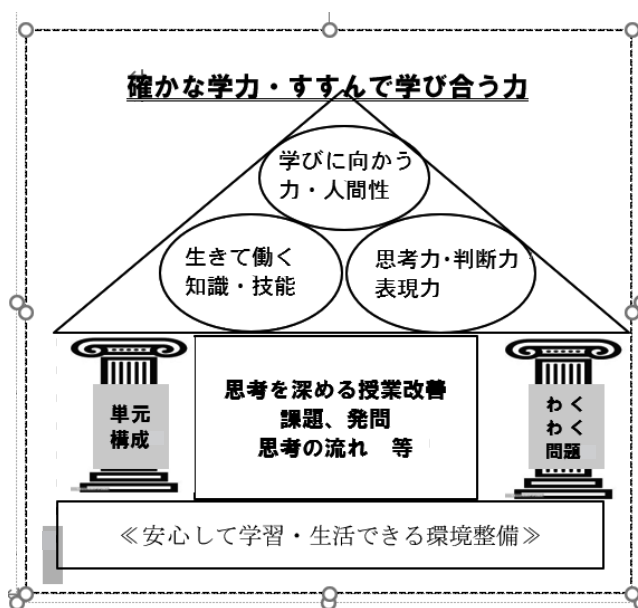 確かな学力・すすんで学び合う力
学びに向かう
力・人間性
生きて働く
知識・技能
思考力・判断力
表現力
単元
構成
思考を深める授業改善
課題、発問
思考の流れ　等
わく
わく
問題
≪安心して学習・生活できる環境整備≫